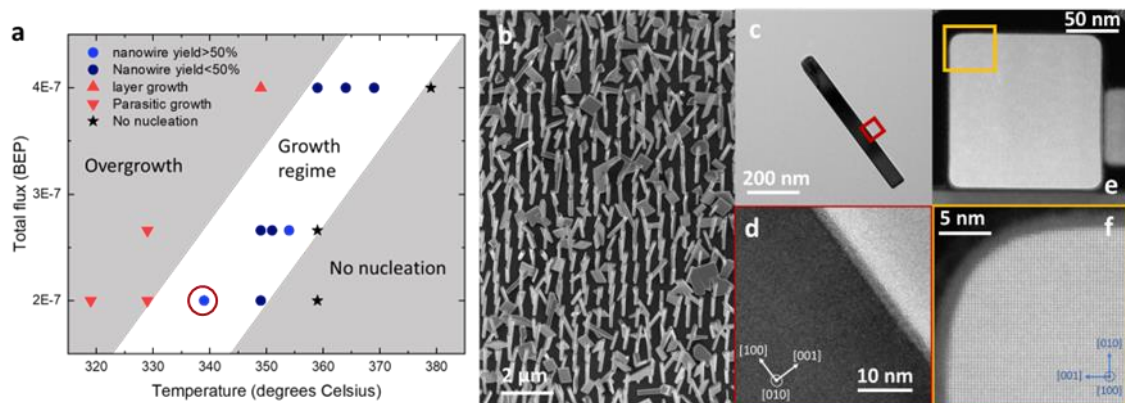 a
nanowire yield>50%
Nanowire yield<50%
layer growth
Parasitic growth
No nucleation
Overgrowth
Growth
regime
No nucleation
4E-7
3E-7
2E-7
Total flux (BEP)
320 330 340 350 360 370 380
Temperature (degrees Celsius)
b
2 µm
c
200 nm
d
[100]
[001]
[010]
10 nm
50 nm
e
5 nm
f
[010]
[001]
[100]